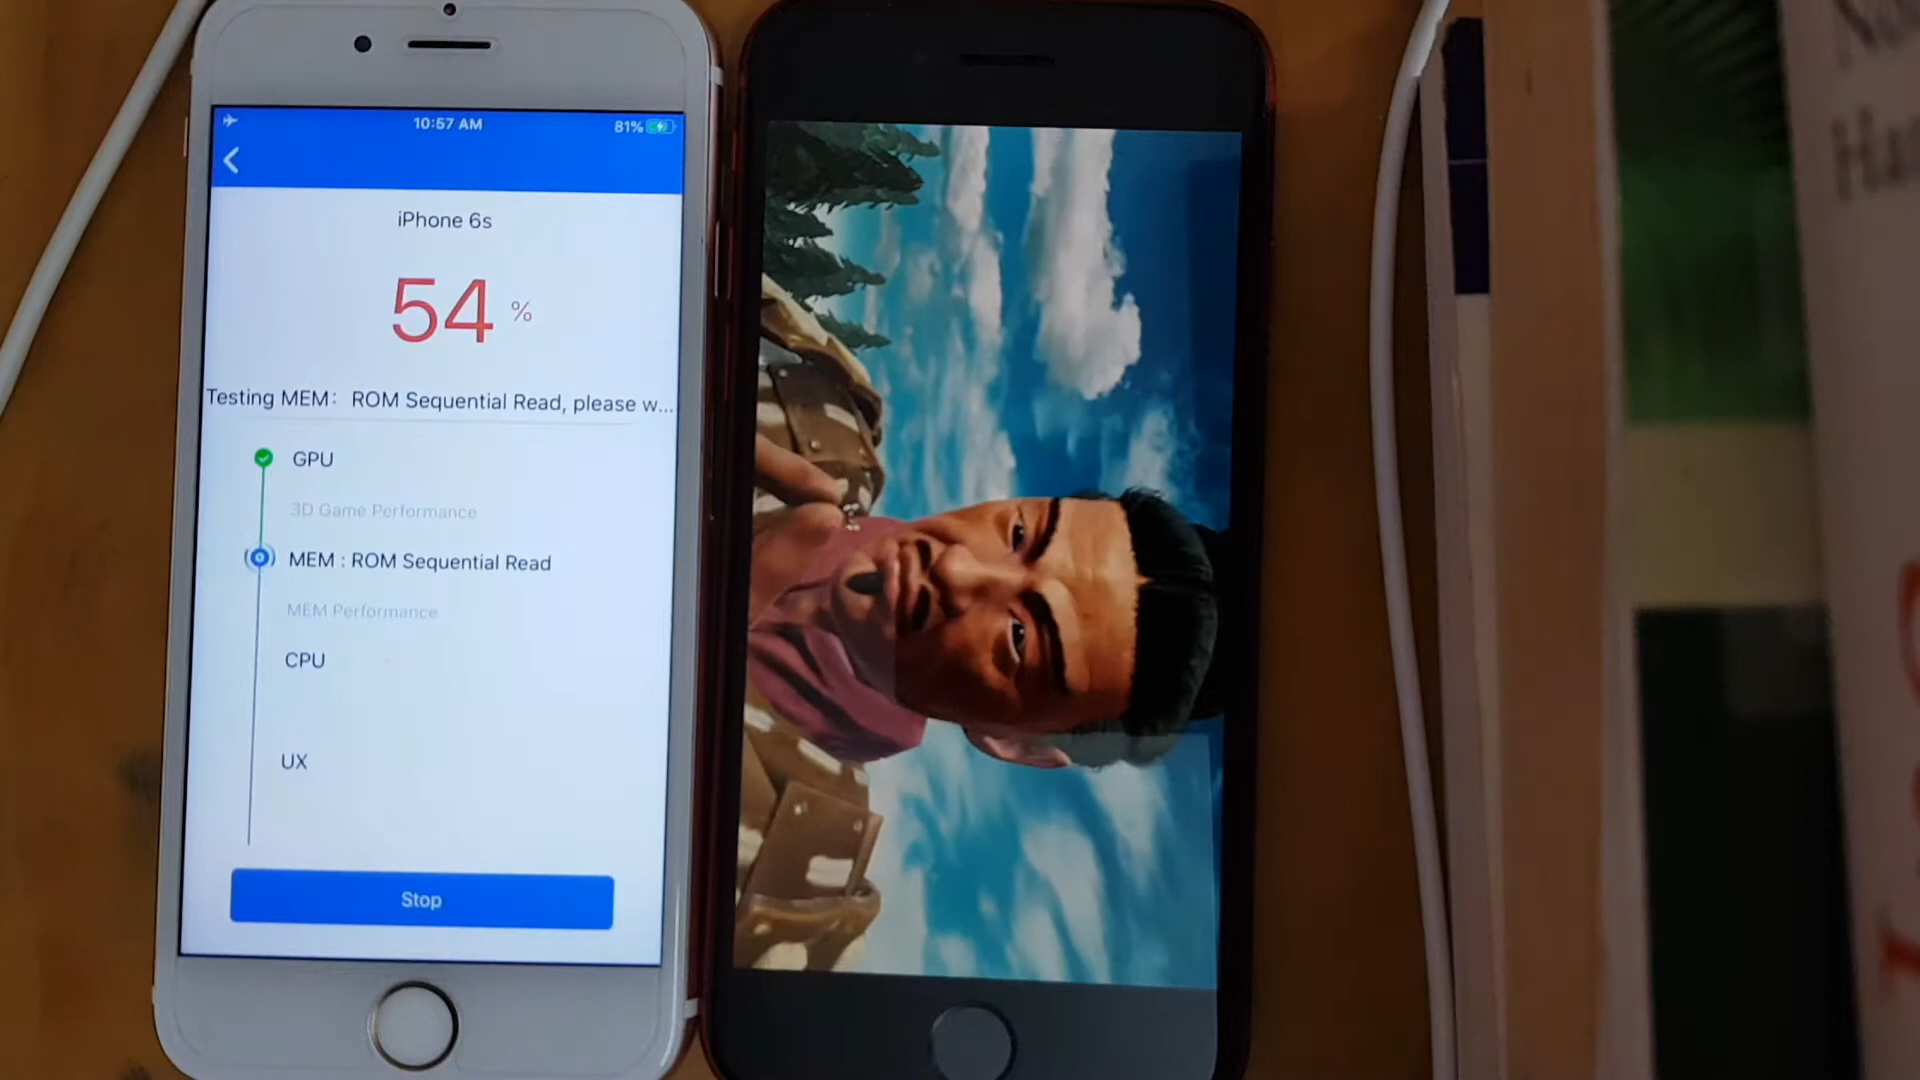 10:57 AM
81%
iPhone 6s
54 %
Testing MEM: ROM Sequential Read, please w...
GPU
3D Game Performance
MEM : ROM Sequential Read
MEM Performance
CPU
UX
Stop